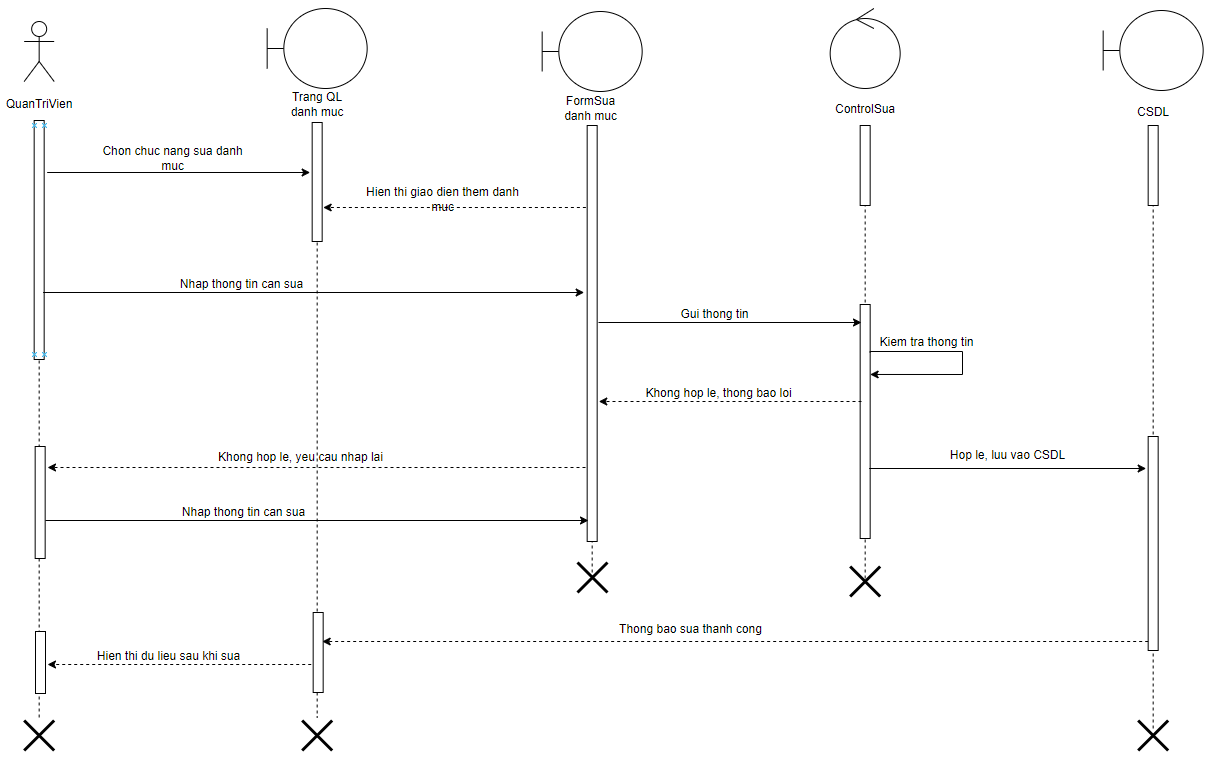 QuanTriVien
Trang QL
danh muc
FormSua
danh muc
ControlSua
CSDL
Chon chuc nang sua danh
muc
Hien thi giao dien them danh
muc
Nhap thong tin can sua
Gui thong tin
Kiem tra thong tin
Khong hop le, thong bao loi
Khong hop le, yeu cau nhap lai
Hop le, luu vao CSDL
Nhap thong tin can sua
Thong bao sua thanh cong
Hien thi du lieu sau khi sua